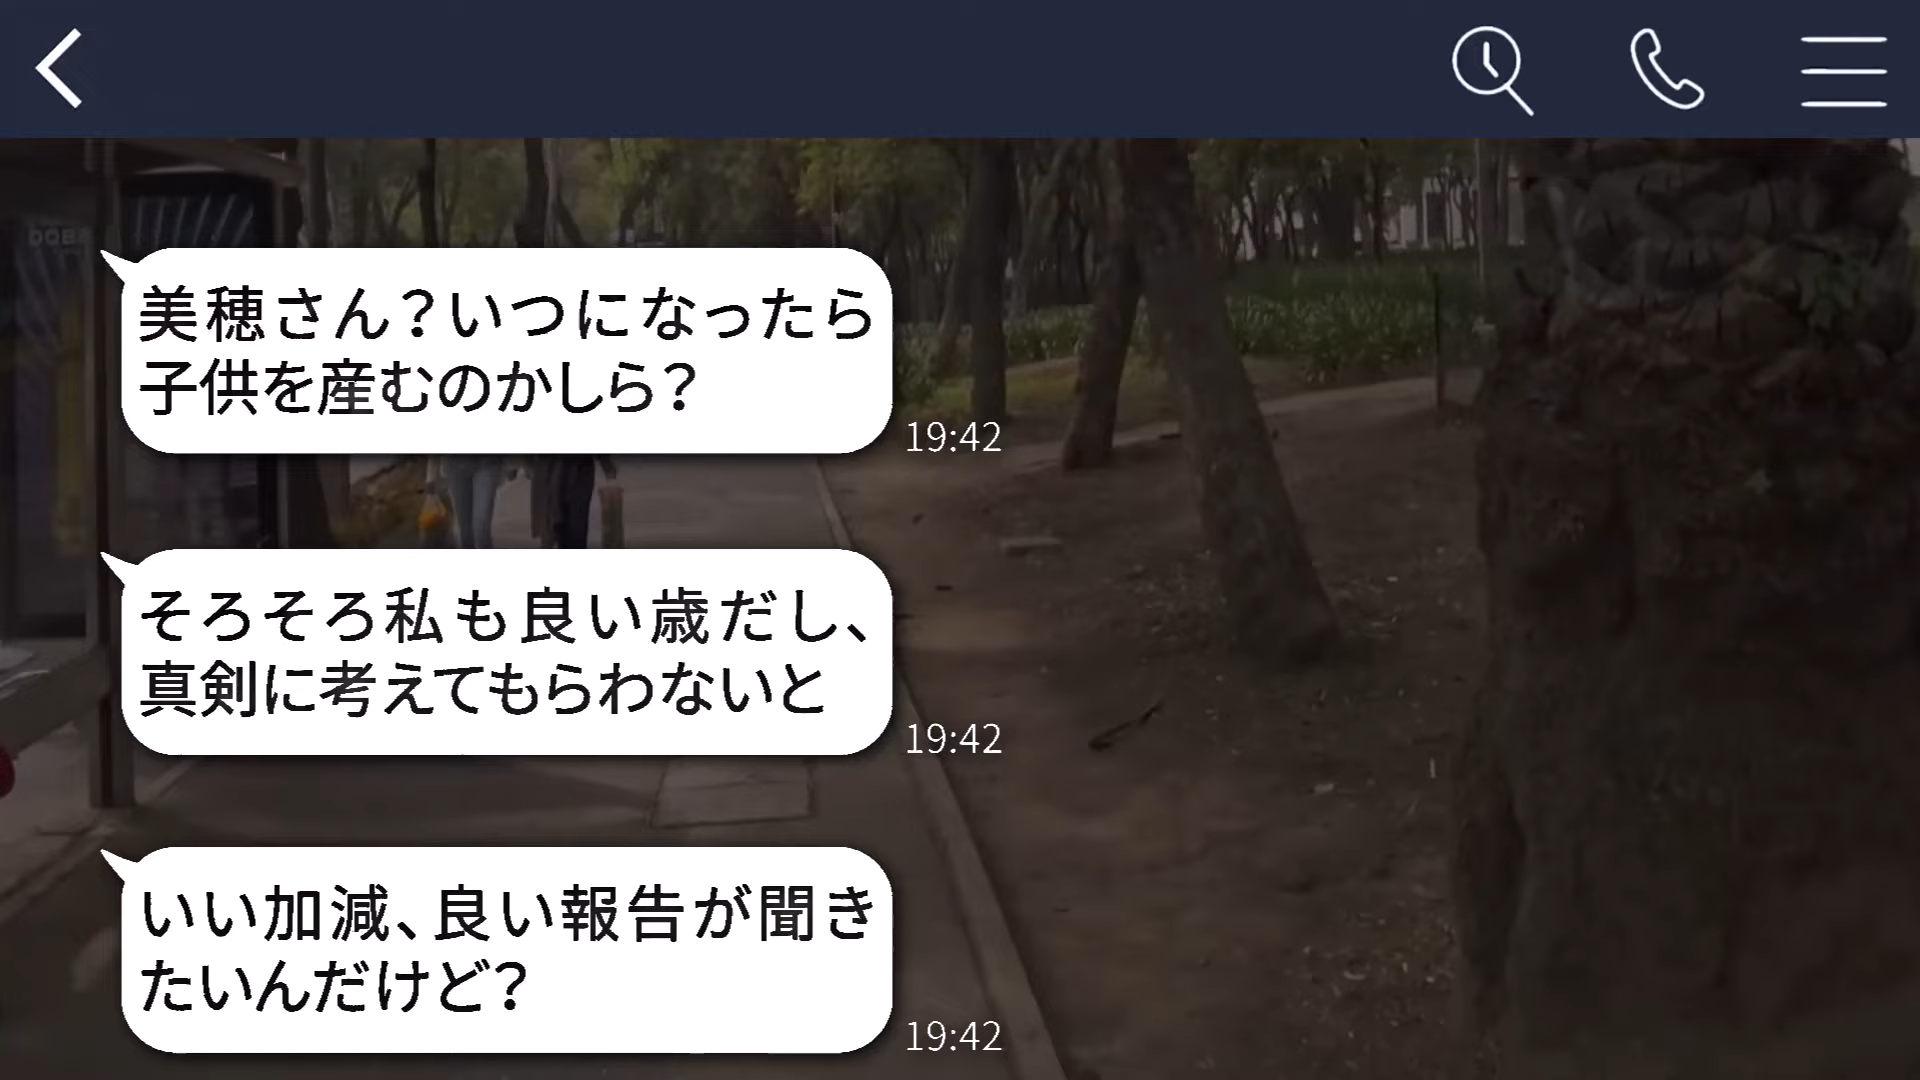 美穂さん？いつになったら
子供を産むのかしら？
19:42
そろそろ私も良い歳だし、
真剣に考えてもらわないと
19:42
いい加減、良い報告が聞き
たいんだけど？
19:42